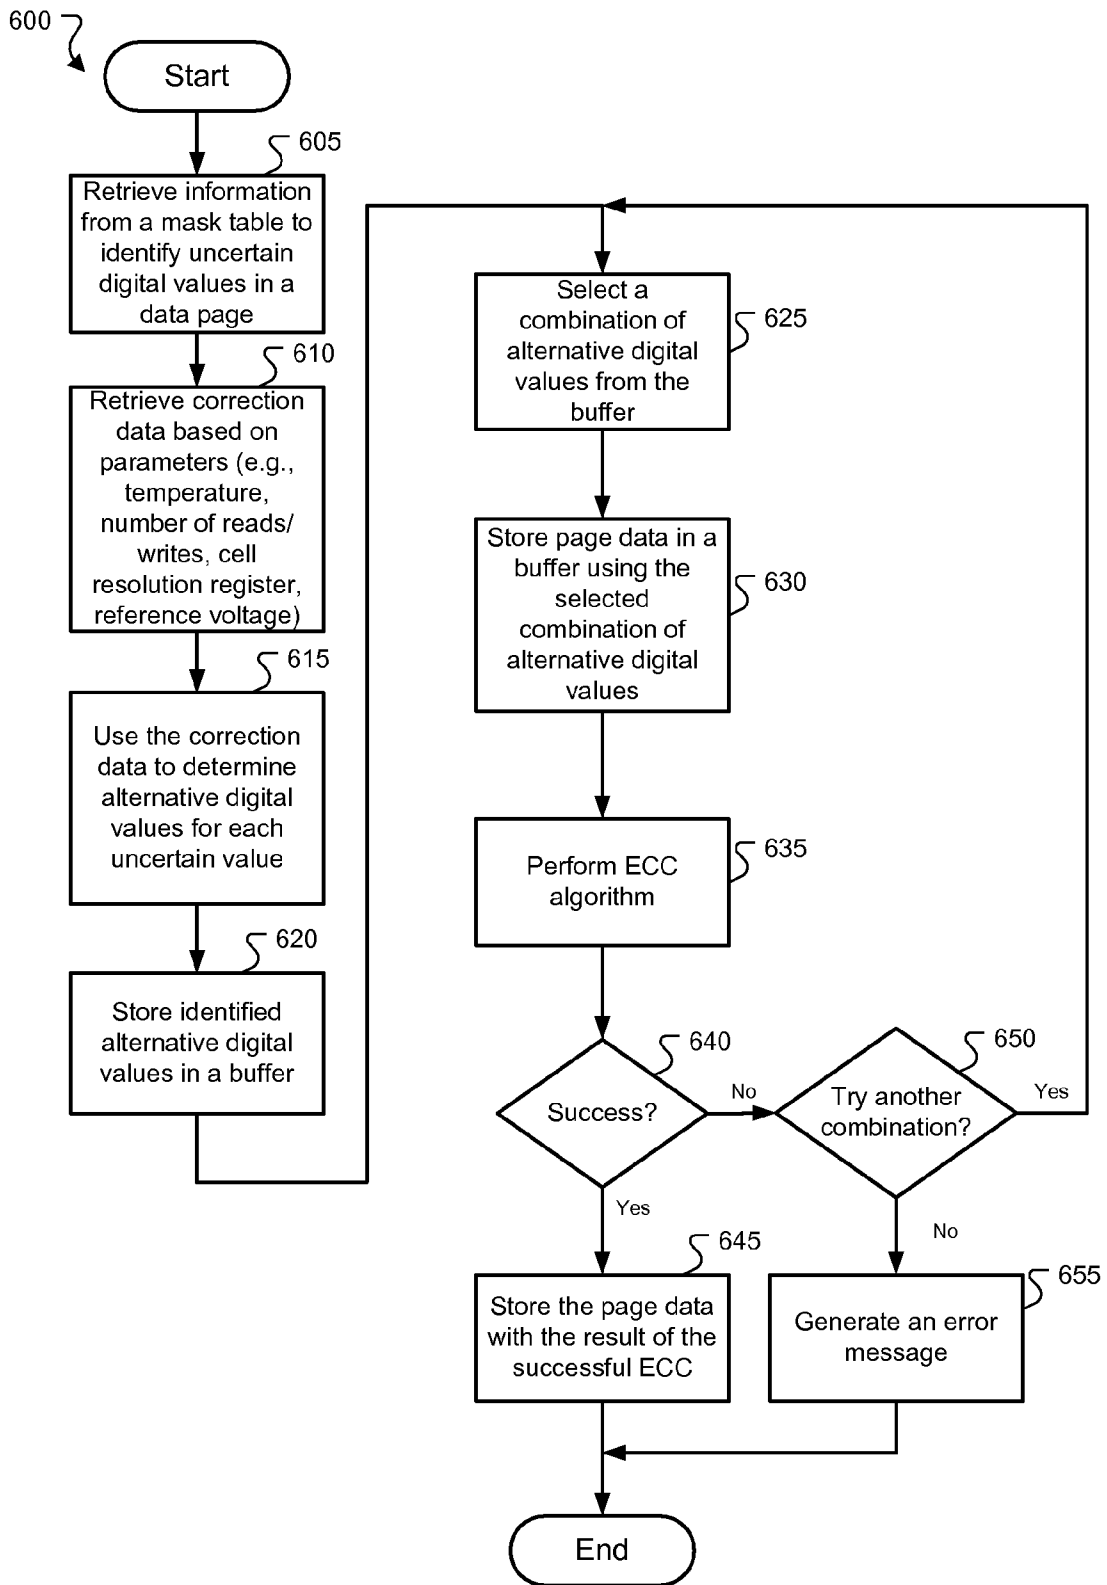 600
Start
605
Retrieve information
from a mask table to
identify uncertain
digital values in a
data page
610
Retrieve correction
data based on
parameters (e.g.,
temperature,
number of reads/
writes, cell
resolution register,
reference voltage)
615
Use the correction
data to determine
alternative digital
values for each
uncertain value
620
Store identified
alternative digital
values in a buffer
625
Select a
combination of
alternative digital
values from the
buffer
630
Store page data in a
buffer using the
selected
combination of
alternative digital
values
635
Perform ECC
algorithm
640
Success?
No
Yes
650
Try another
combination?
Yes
No
645
Store the page data
with the result of the
successful ECC
655
Generate an error
message
End